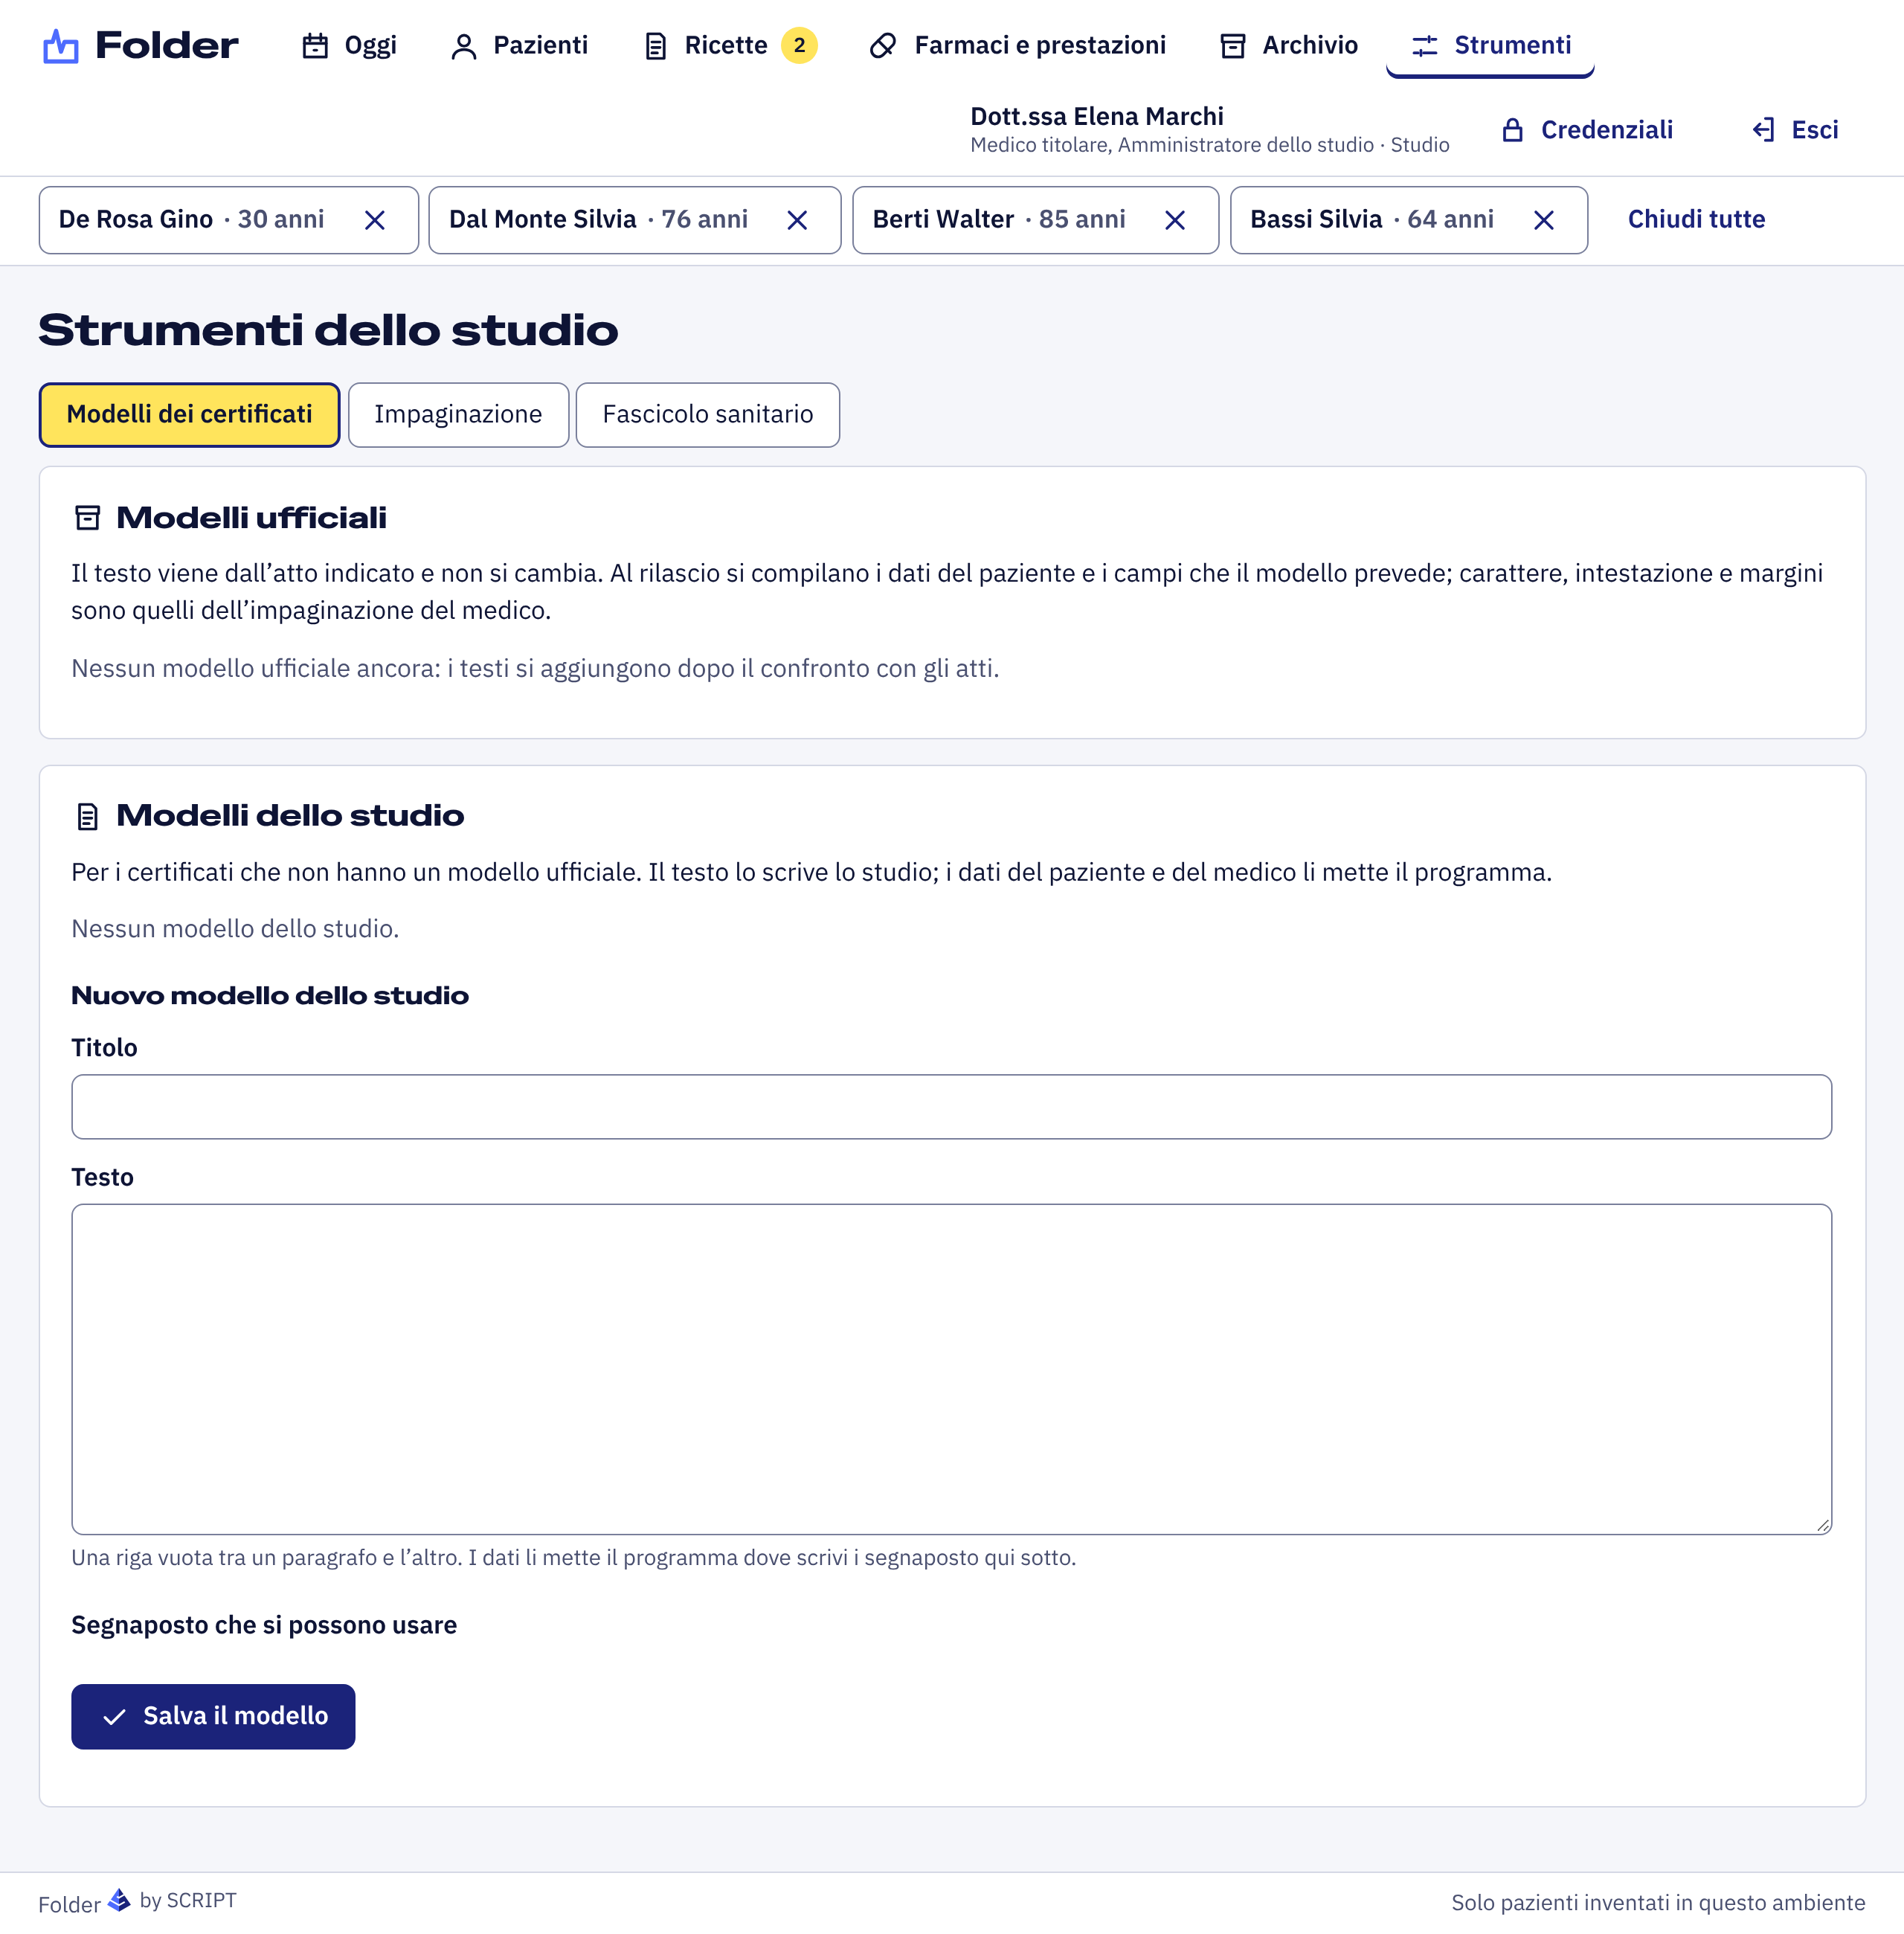 Folder
Oggi
Pazienti
Ricette 2
Farmaci e prestazioni
Archivio
Strumenti
Dott.ssa Elena Marchi
Medico titolare, Amministratore dello studio · Studio
Credenziali
Esci
De Rosa Gino · 30 anni
Dal Monte Silvia · 76 anni
Berti Walter · 85 anni
Bassi Silvia · 64 anni
Chiudi tutte
Strumenti dello studio
Modelli dei certificati
Impaginazione
Fascicolo sanitario
Modelli ufficiali
Il testo viene dall’atto indicato e non si cambia. Al rilascio si compilano i dati del paziente e i campi che il modello prevede; carattere, intestazione e margini
sono quelli dell’impaginazione del medico.
Nessun modello ufficiale ancora: i testi si aggiungono dopo il confronto con gli atti.
Modelli dello studio
Per i certificati che non hanno un modello ufficiale. Il testo lo scrive lo studio; i dati del paziente e del medico li mette il programma.
Nessun modello dello studio.
Nuovo modello dello studio
Titolo
Testo
Una riga vuota tra un paragrafo e l’altro. I dati li mette il programma dove scrivi i segnaposto qui sotto.
Segnaposto che si possono usare
Salva il modello
Folder by SCRIPT
Solo pazienti inventati in questo ambiente